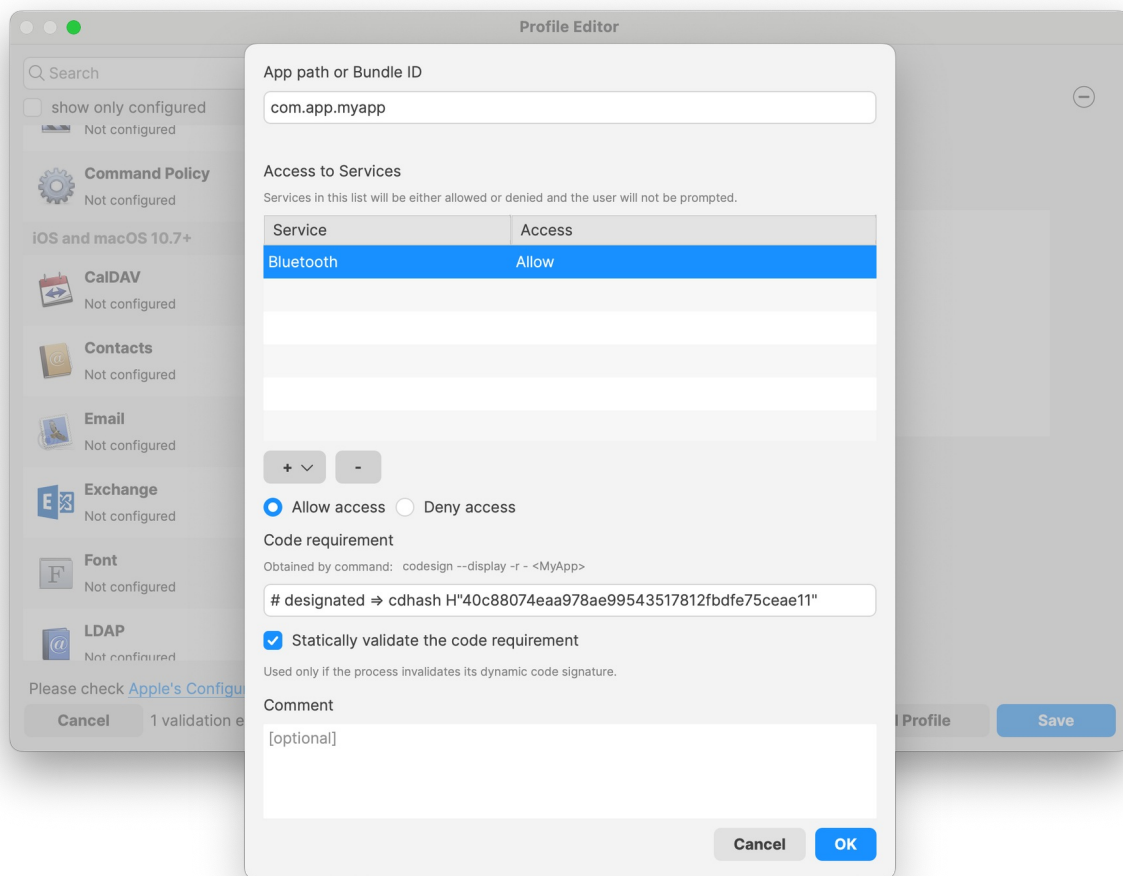 Profile Editor
Search
show only configured
Not configured
Command Policy
Not configured
iOS and macOS 10.7+
CalDAV
Not configured
Contacts
Not configured
Email
Not configured
Exchange
Not configured
Font
Not configured
LDAP
Not configured
Please check Apple's Configu
Cancel
1 validation e
Profile
Save
App path or Bundle ID
com.app.myapp
Access to Services
Services in this list will be either allowed or denied and the user will not be prompted.
Service Access
Bluetooth Allow
+ -
Allow access Deny access
Code requirement
Obtained by command: codesign --display -r - <MyApp>
# designated => cdhash H"40c88074eaa978ae99543517812fbdfe75ceae11"
Statically validate the code requirement
Used only if the process invalidates its dynamic code signature.
Comment
[optional]
Cancel OK